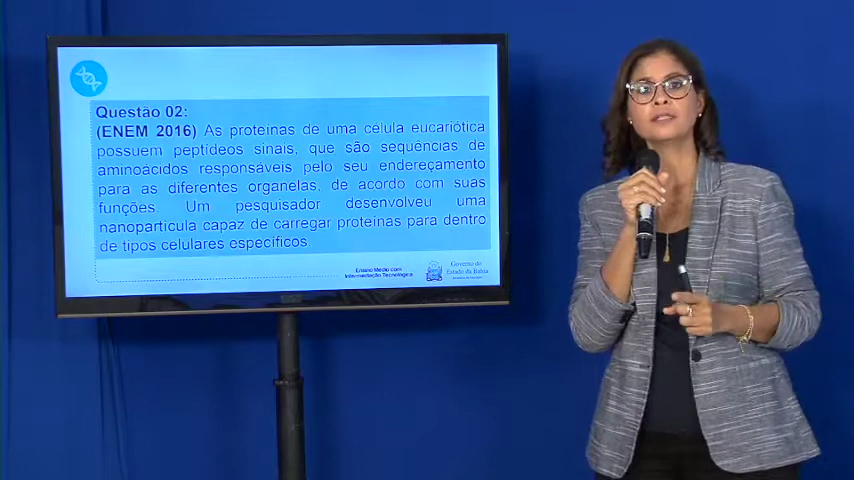 Questão 02:
(ENEM 2016) As proteínas de uma célula eucariótica
possuem peptídeos sinais, que são sequências de
aminoácidos responsáveis pelo seu endereçamento
para as diferentes organelas, de acordo com suas
funções. Um pesquisador desenvolveu uma
nanopartícula capaz de carregar proteínas para dentro
de tipos celulares específicos.
Ensino Médio com
Intermediação Tecnológica
Governo do
Estado da Bahia